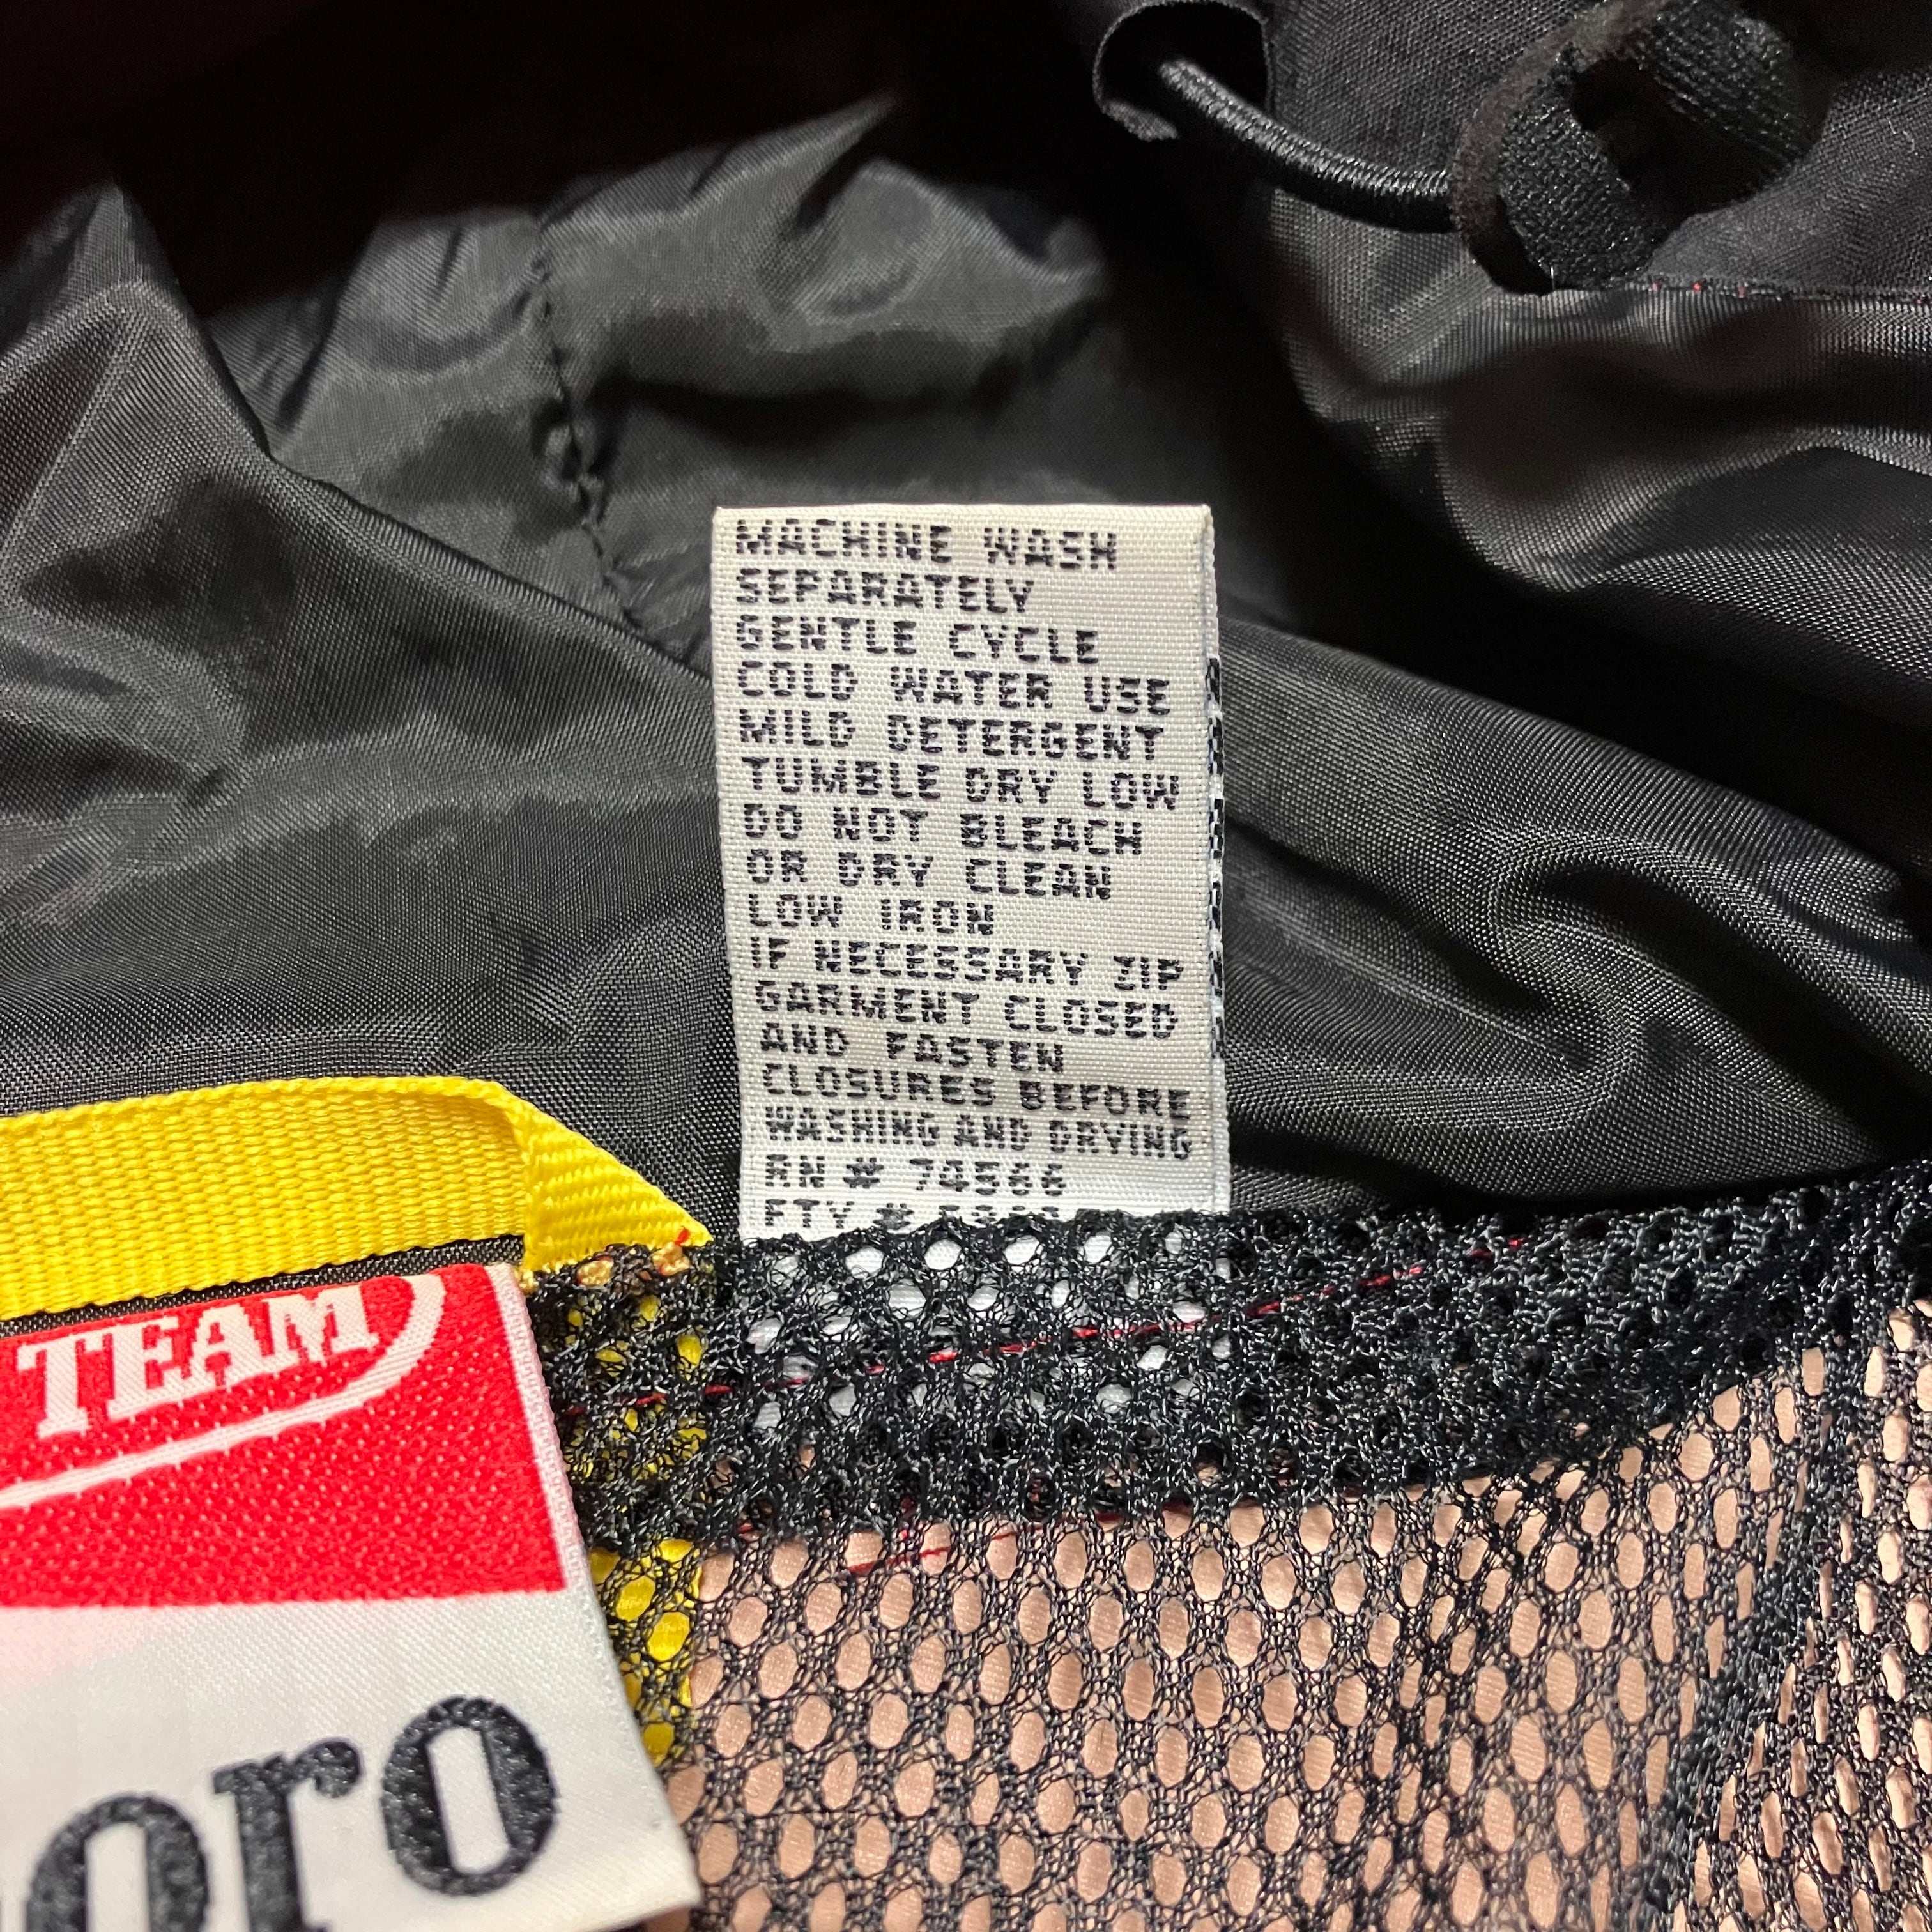 MACHINE WASH
SEPARATELY
GENTLE CYCLE
COLD WATER USE
MILD DETERGENT
TUMBLE DRY LOW
DO NOT BLEACH
OR DRY CLEAN
LOW IRON
IF NECESSARY ZIP
GARMENT CLOSED
AND FASTEN
CLOSURES BEFORE
WASHING AND DRYING
RN # 74566
FTY #
TEAM
oro